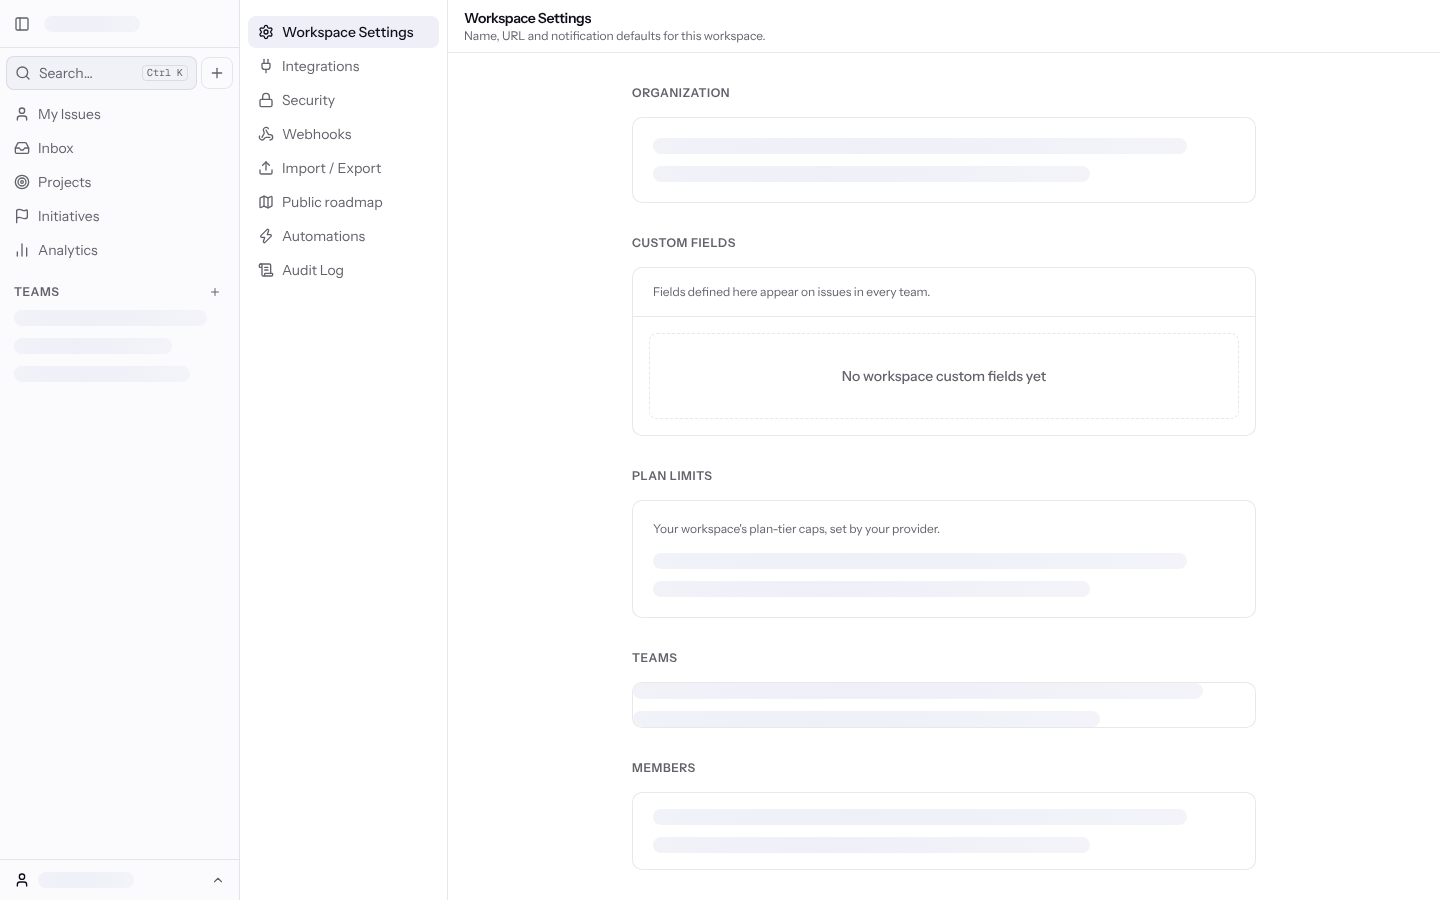 Search...
Ctrl K
My Issues
Inbox
Projects
Initiatives
Analytics
TEAMS
Workspace Settings
Integrations
Security
Webhooks
Import / Export
Public roadmap
Automations
Audit Log
Workspace Settings
Name, URL and notification defaults for this workspace.
ORGANIZATION
CUSTOM FIELDS
Fields defined here appear on issues in every team.
No workspace custom fields yet
PLAN LIMITS
Your workspace's plan-tier caps, set by your provider.
TEAMS
MEMBERS